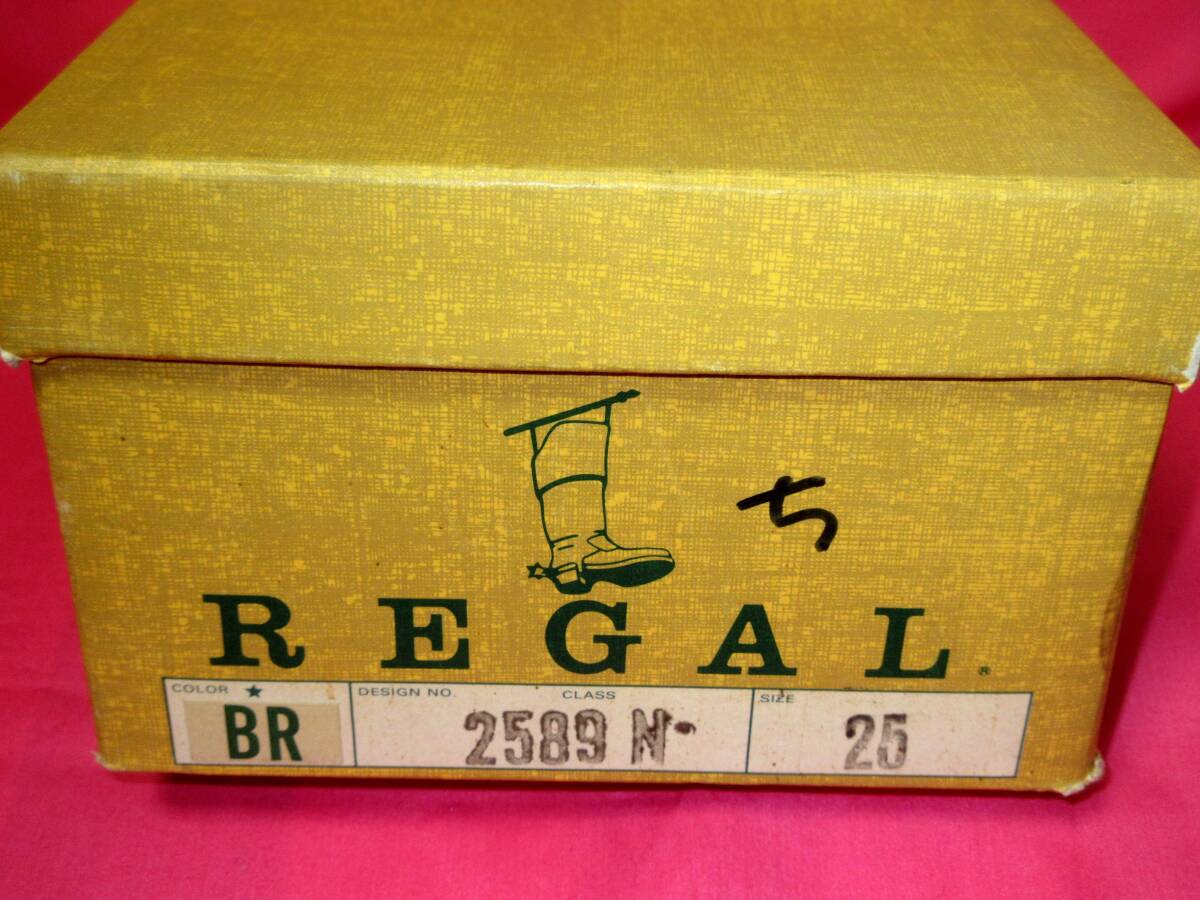 ち
REGAL®
COLOR ★ DESIGN NO. CLASS SIZE
BR 2589 N 25